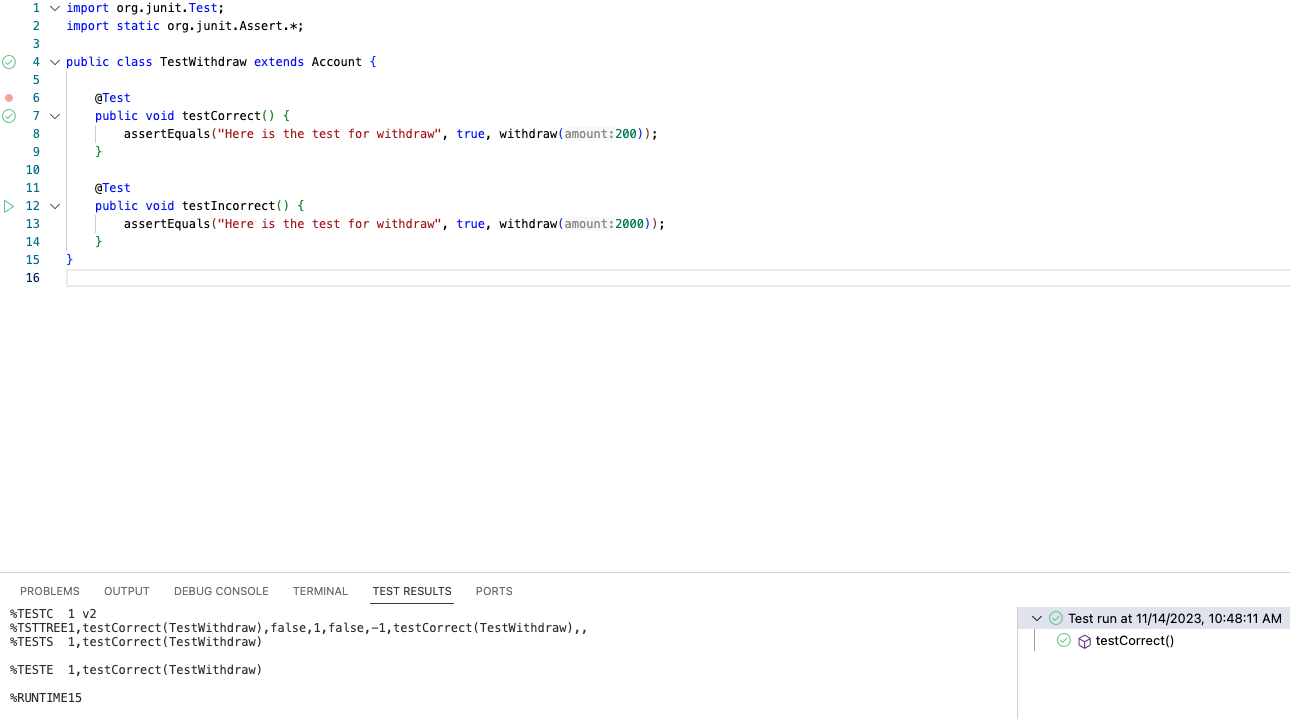 1 import org.junit.Test;
2 import static org.junit.Assert.*;
3
4 public class TestWithdraw extends Account {
5
6 @Test
7 public void testCorrect() {
8 assertEquals("Here is the test for withdraw", true, withdraw(amount:200));
9 }
10
11 @Test
12 public void testIncorrect() {
13 assertEquals("Here is the test for withdraw", true, withdraw(amount:2000));
14 }
15 }
16
PROBLEMS OUTPUT DEBUG CONSOLE TERMINAL TEST RESULTS PORTS
%TESTC 1 v2
%TSTTREE1,testCorrect(TestWithdraw),false,1,false,-1,testCorrect(TestWithdraw),,
%TESTS 1,testCorrect(TestWithdraw)
%TESTE 1,testCorrect(TestWithdraw)
%RUNTIME15
Test run at 11/14/2023, 10:48:11 AM
testCorrect()